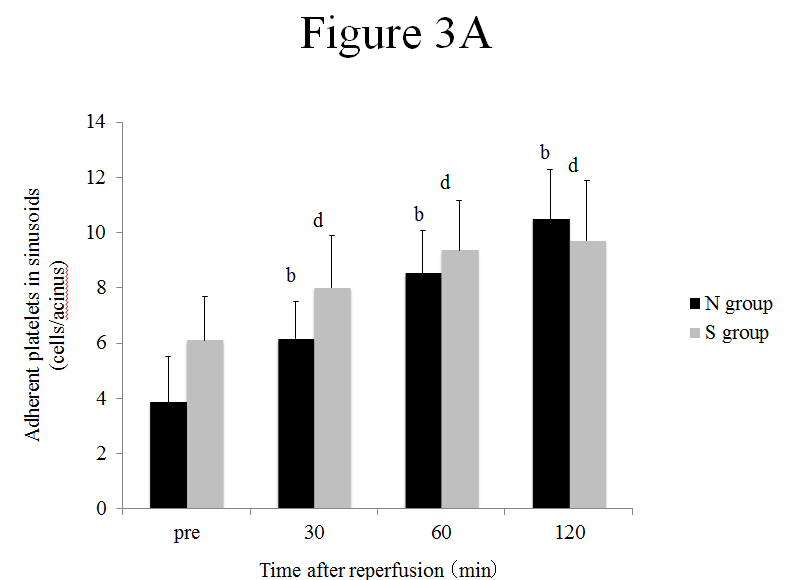 Figure 3A
Adherent platelets in sinusoids
(cells/acinus)
14
12
10
8
6
4
2
0
b
d
b
d
b
d
pre 30 60 120
Time after reperfusion (min)
N group
S group